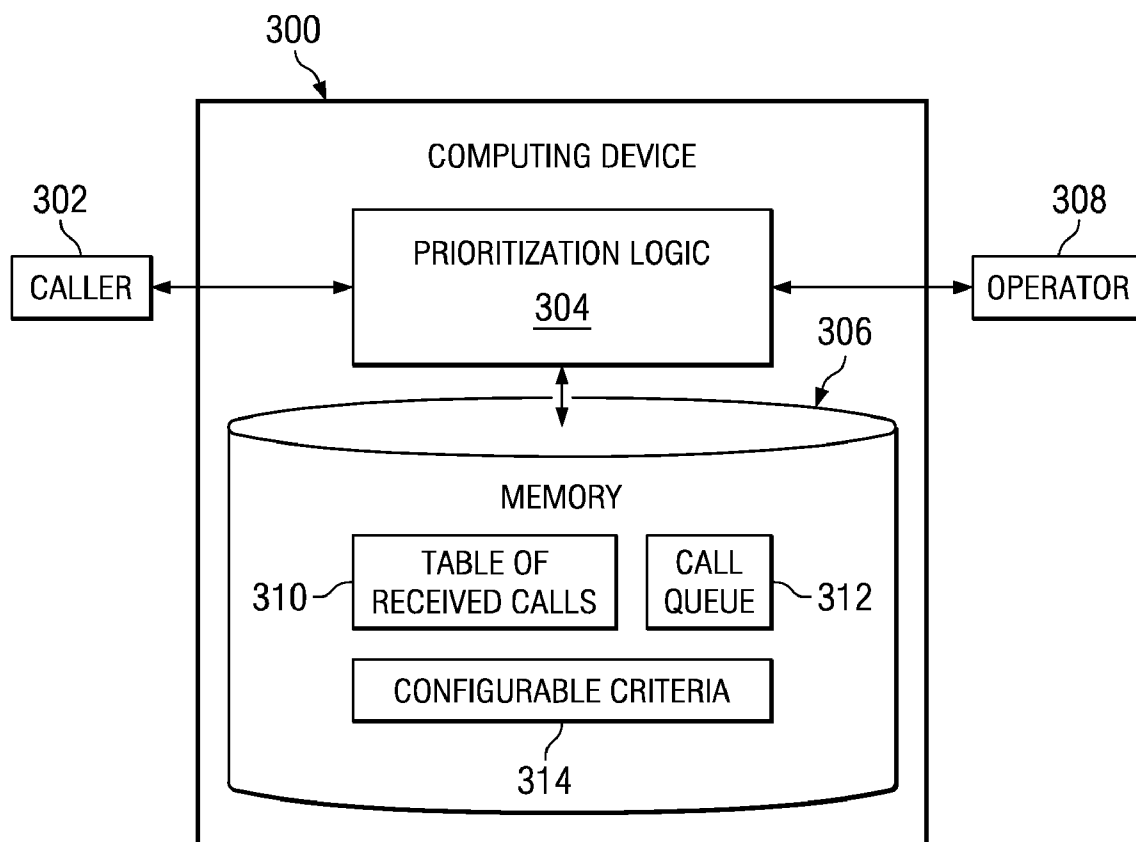 300
COMPUTING DEVICE
302
CALLER
PRIORITIZATION LOGIC
304
308
OPERATOR
306
MEMORY
310
TABLE OF
RECEIVED CALLS
CALL
QUEUE
312
CONFIGURABLE CRITERIA
314